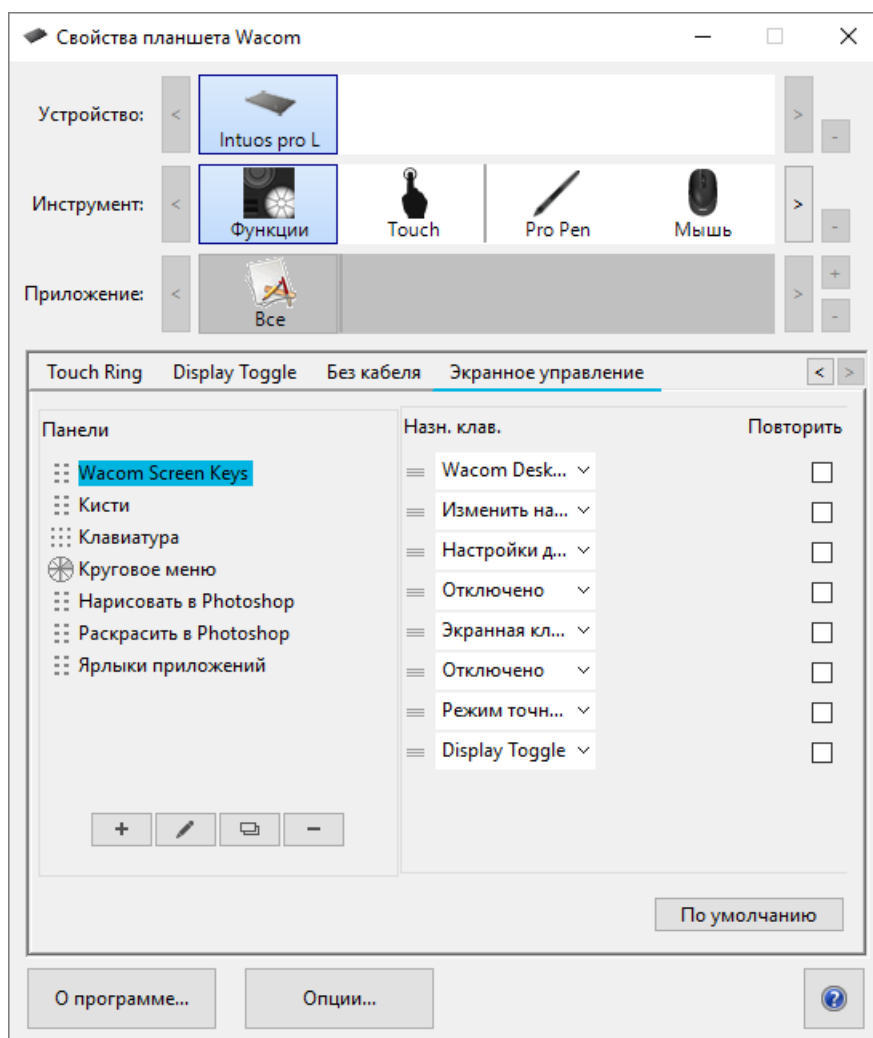 Свойства планшета Wacom
Устройство:
<
Intuos pro L
>
-
Инструмент:
<
Функции
Touch
Pro Pen
Мышь
>
-
Приложение:
<
Все
>
+
-
Touch Ring Display Toggle Без кабеля Экранное управление < >
Панели
Wacom Screen Keys
Кисти
Клавиатура
Круговое меню
Нарисовать в Photoshop
Раскрасить в Photoshop
Ярлыки приложений
+ −
Назн. клав. Повторить
Wacom Desk...
Изменить на...
Настройки д...
Отключено
Экранная кл...
Отключено
Режим точн...
Display Toggle
По умолчанию
О программе... Опции... ?